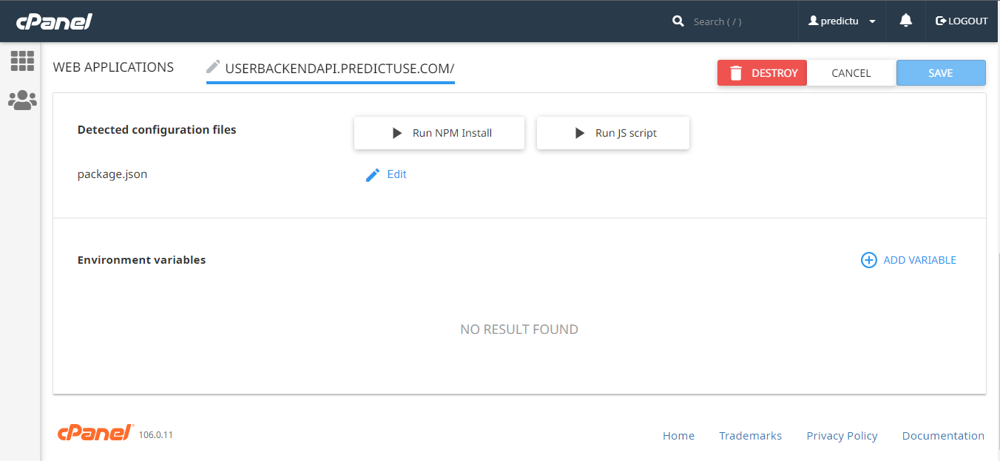 cPanel
Search ( / )
predictu
LOGOUT
WEB APPLICATIONS
USERBACKENDAPI.PREDICTUSE.COM/
DESTROY
CANCEL
SAVE
Detected configuration files
Run NPM Install
Run JS script
package.json
Edit
Environment variables
ADD VARIABLE
NO RESULT FOUND
cPanel® 106.0.11
Home
Trademarks
Privacy Policy
Documentation